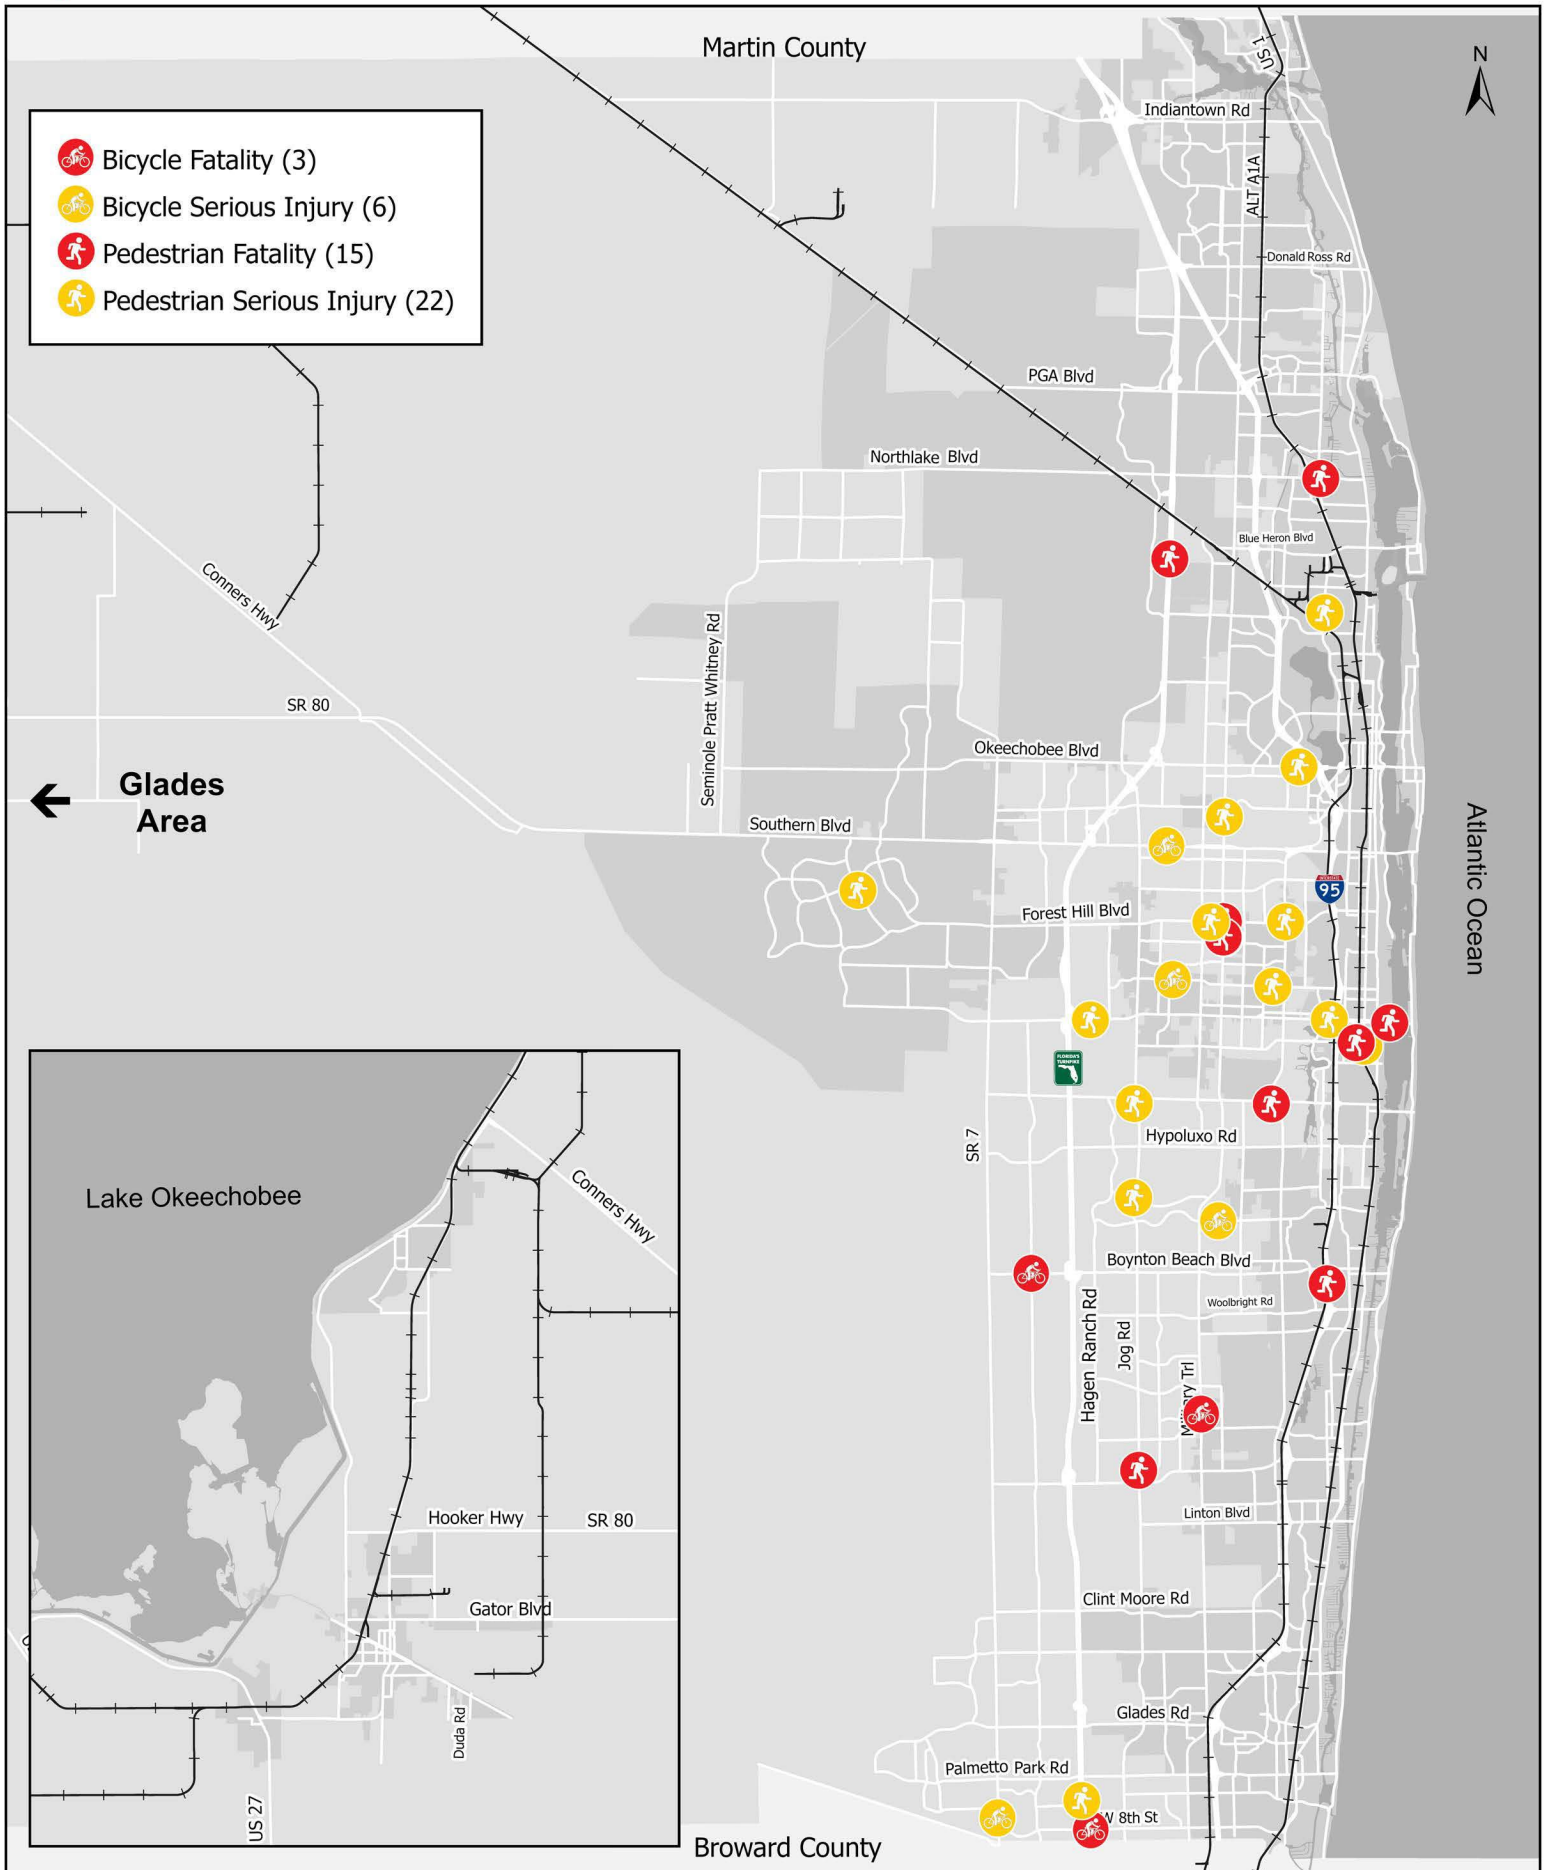 Martin County
N
US 1
Indiantown Rd
Bicycle Fatality (3)
Bicycle Serious Injury (6)
Pedestrian Fatality (15)
Pedestrian Serious Injury (22)
ALT A1A
Donald Ross Rd
PGA Blvd
Northlake Blvd
Blue Heron Blvd
Conners Hwy
Seminole Pratt Whitney Rd
SR 80
Okeechobee Blvd
Glades
Area
Southern Blvd
Atlantic Ocean
95
Forest Hill Blvd
FLORIDA'S
TURNPIKE
SR 7
Hypoluxo Rd
Lake Okeechobee
Conners Hwy
Boynton Beach Blvd
Woolbright Rd
Hagen Ranch Rd
Jog Rd
Trl
Hooker Hwy
SR 80
Linton Blvd
Clint Moore Rd
Gator Blvd
Glades Rd
Duda Rd
Palmetto Park Rd
US 27
W 8th St
Broward County